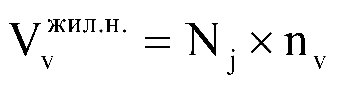 V_v^жил.н. = N_j × n_v